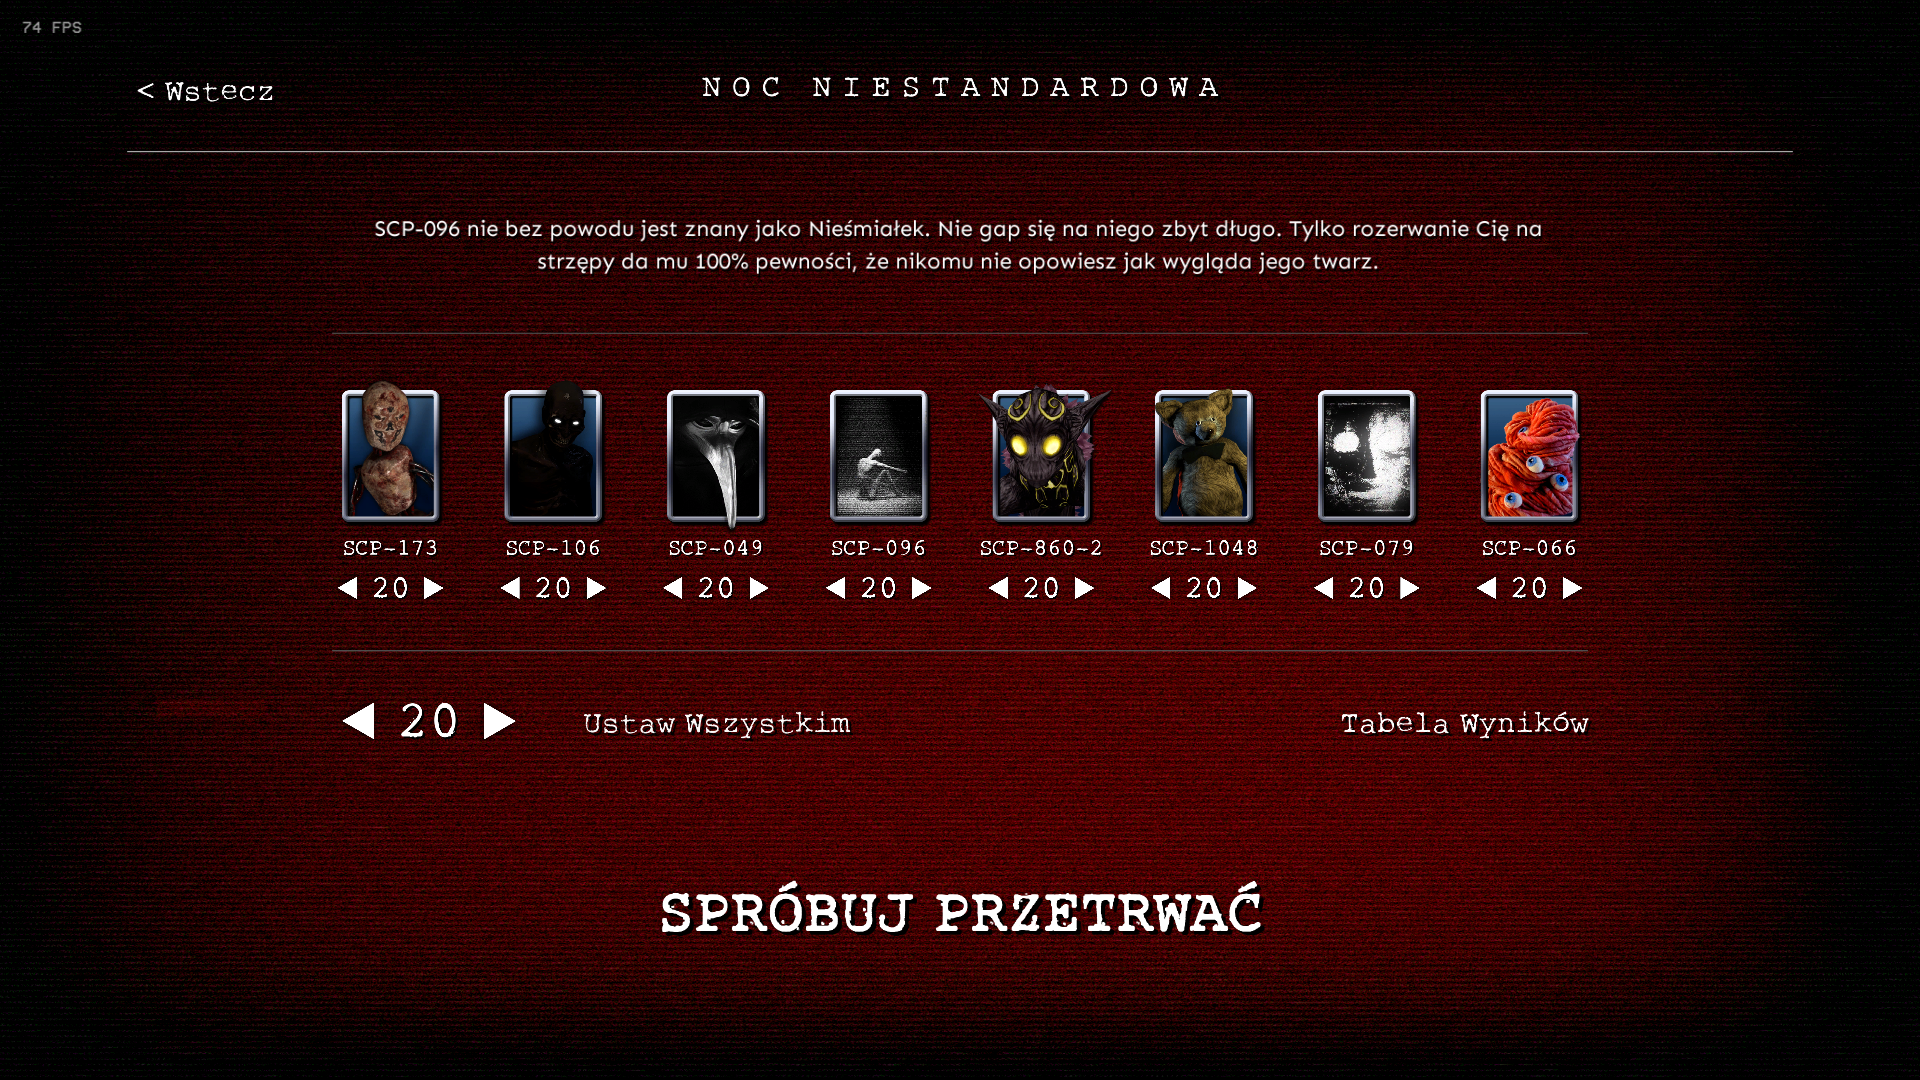 74 FPS
< Wstecz
NOC NIESTANDARDOWA
SCP-096 nie bez powodu jest znany jako Nieśmiałek. Nie gap się na niego zbyt długo. Tylko rozerwanie Cię na
strzępy da mu 100% pewności, że nikomu nie opowiesz jak wygląda jego twarz.
SCP-173 SCP-106 SCP-049 SCP-096 SCP-860-2 SCP-1048 SCP-079 SCP-066
20 20 20 20 20 20 20 20
20 Ustaw Wszystkim Tabela Wyników
SPRÓBUJ PRZETRWAĆ